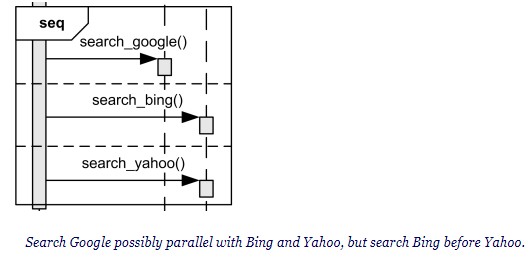 seq
search_google()
search_bing()
search_yahoo()
Search Google possibly parallel with Bing and Yahoo, but search Bing before Yahoo.